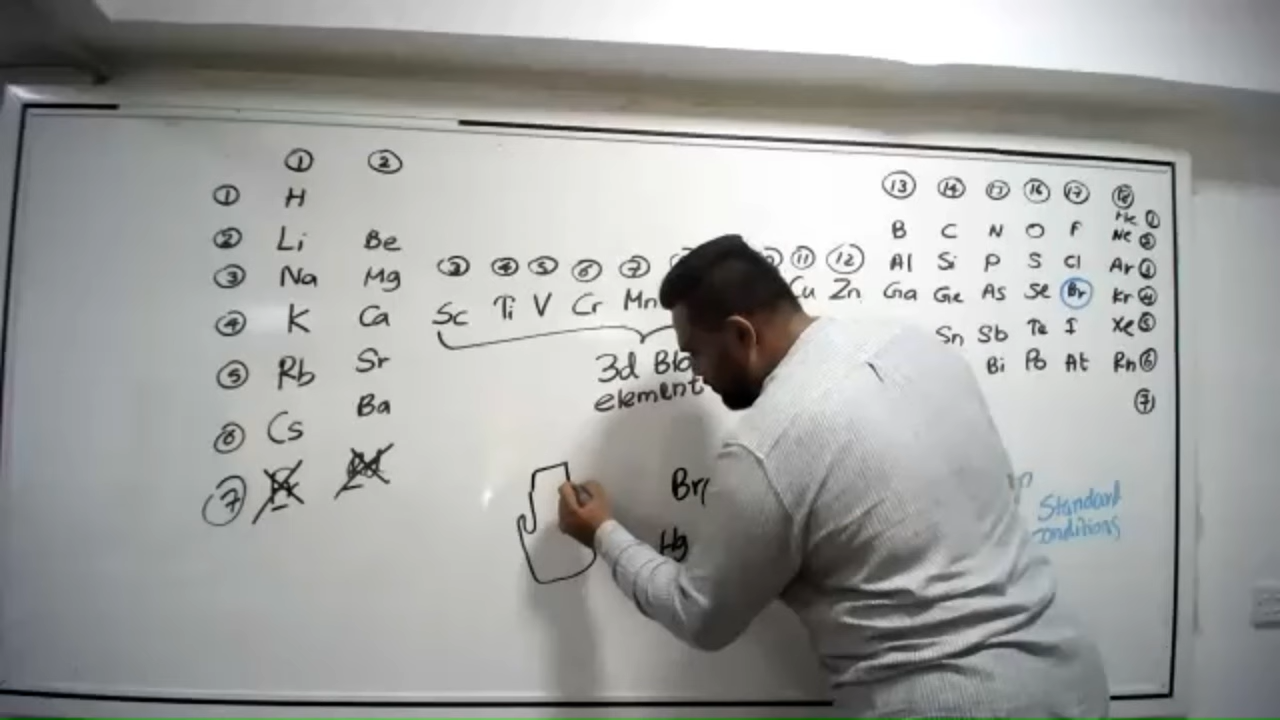 ① ②
① H
② Li Be
③ Na Mg
④ K Ca
⑤ Rb Sr
⑥ Cs Ba
⑦
③ ④ ⑤ ⑥ ⑦ ⑪ ⑫
Sc Ti V Cr Mn Cu Zn
3d Blo
element
⑬ ⑭ ⑮ ⑯ ⑰ ⑱
He ①
B C N O F Ne ②
Al Si P S Cl Ar ③
Ga Ge As Se Br Kr ④
Sn Sb Te I Xe ⑤
Bi Po At Rn ⑥
⑦
Br(
Hg
Standard
conditions